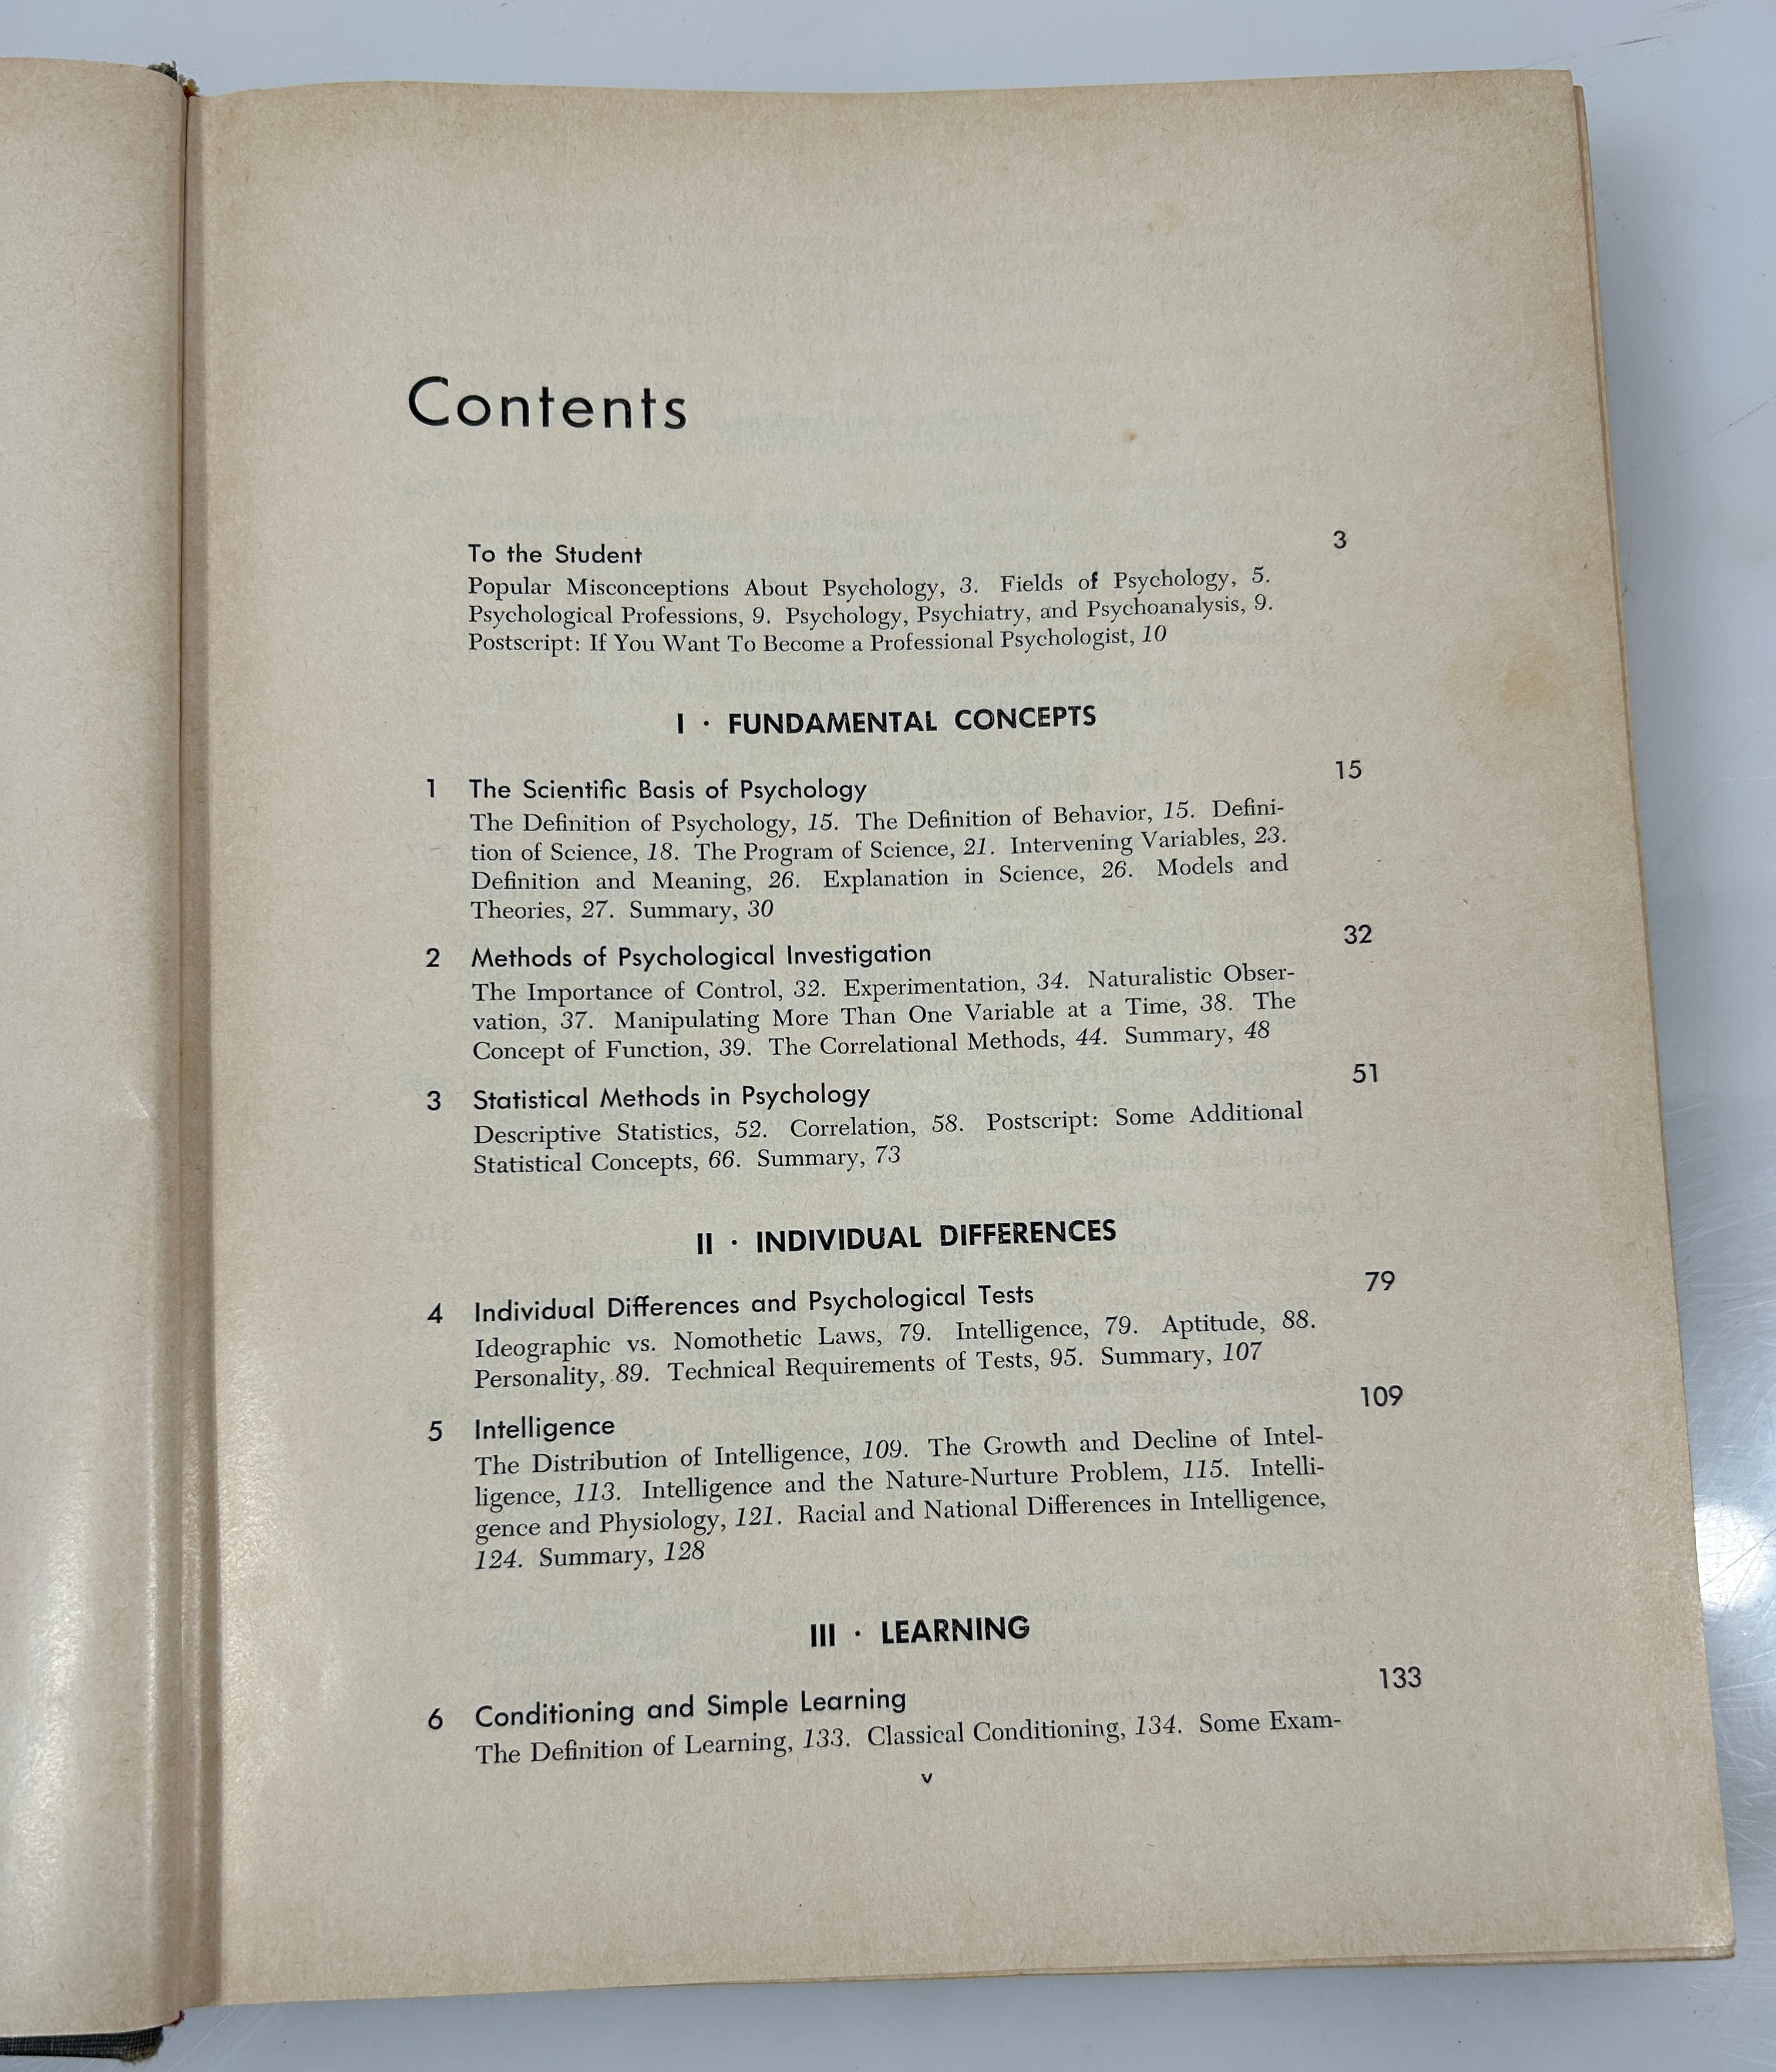 Contents
To the Student 3
Popular Misconceptions About Psychology, 3. Fields of Psychology, 5.
Psychological Professions, 9. Psychology, Psychiatry, and Psychoanalysis, 9.
Postscript: If You Want To Become a Professional Psychologist, 10
I · FUNDAMENTAL CONCEPTS
1 The Scientific Basis of Psychology 15
The Definition of Psychology, 15. The Definition of Behavior, 15. Defini-
tion of Science, 18. The Program of Science, 21. Intervening Variables, 23.
Definition and Meaning, 26. Explanation in Science, 26. Models and
Theories, 27. Summary, 30
2 Methods of Psychological Investigation 32
The Importance of Control, 32. Experimentation, 34. Naturalistic Obser-
vation, 37. Manipulating More Than One Variable at a Time, 38. The
Concept of Function, 39. The Correlational Methods, 44. Summary, 48
3 Statistical Methods in Psychology 51
Descriptive Statistics, 52. Correlation, 58. Postscript: Some Additional
Statistical Concepts, 66. Summary, 73
II · INDIVIDUAL DIFFERENCES
4 Individual Differences and Psychological Tests 79
Ideographic vs. Nomothetic Laws, 79. Intelligence, 79. Aptitude, 88.
Personality, 89. Technical Requirements of Tests, 95. Summary, 107
5 Intelligence 109
The Distribution of Intelligence, 109. The Growth and Decline of Intel-
ligence, 113. Intelligence and the Nature-Nurture Problem, 115. Intelli-
gence and Physiology, 121. Racial and National Differences in Intelligence,
124. Summary, 128
III · LEARNING
6 Conditioning and Simple Learning 133
The Definition of Learning, 133. Classical Conditioning, 134. Some Exam-
v